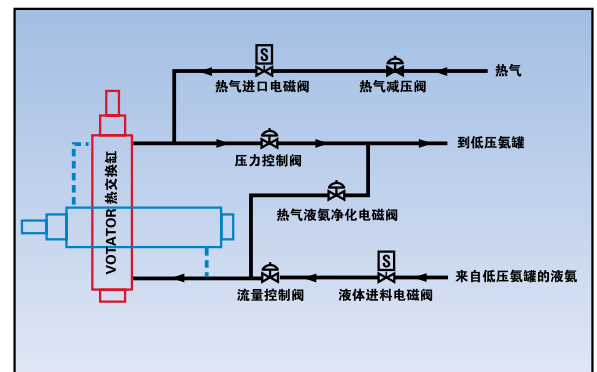 S
热气
热气进口电磁阀
热气减压阀
到低压氨罐
压力控制阀
VOTATOR 热交换缸
热气液氨净化电磁阀
S
来自低压氨罐的液氨
流量控制阀
液体进料电磁阀